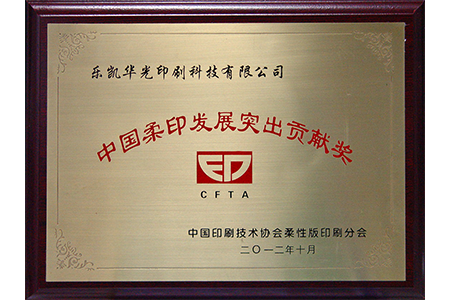 乐凯华光印刷科技有限公司
中国柔印发展突出贡献奖
CFTA
中国印刷技术协会柔性版印刷分会
二〇一二年十月